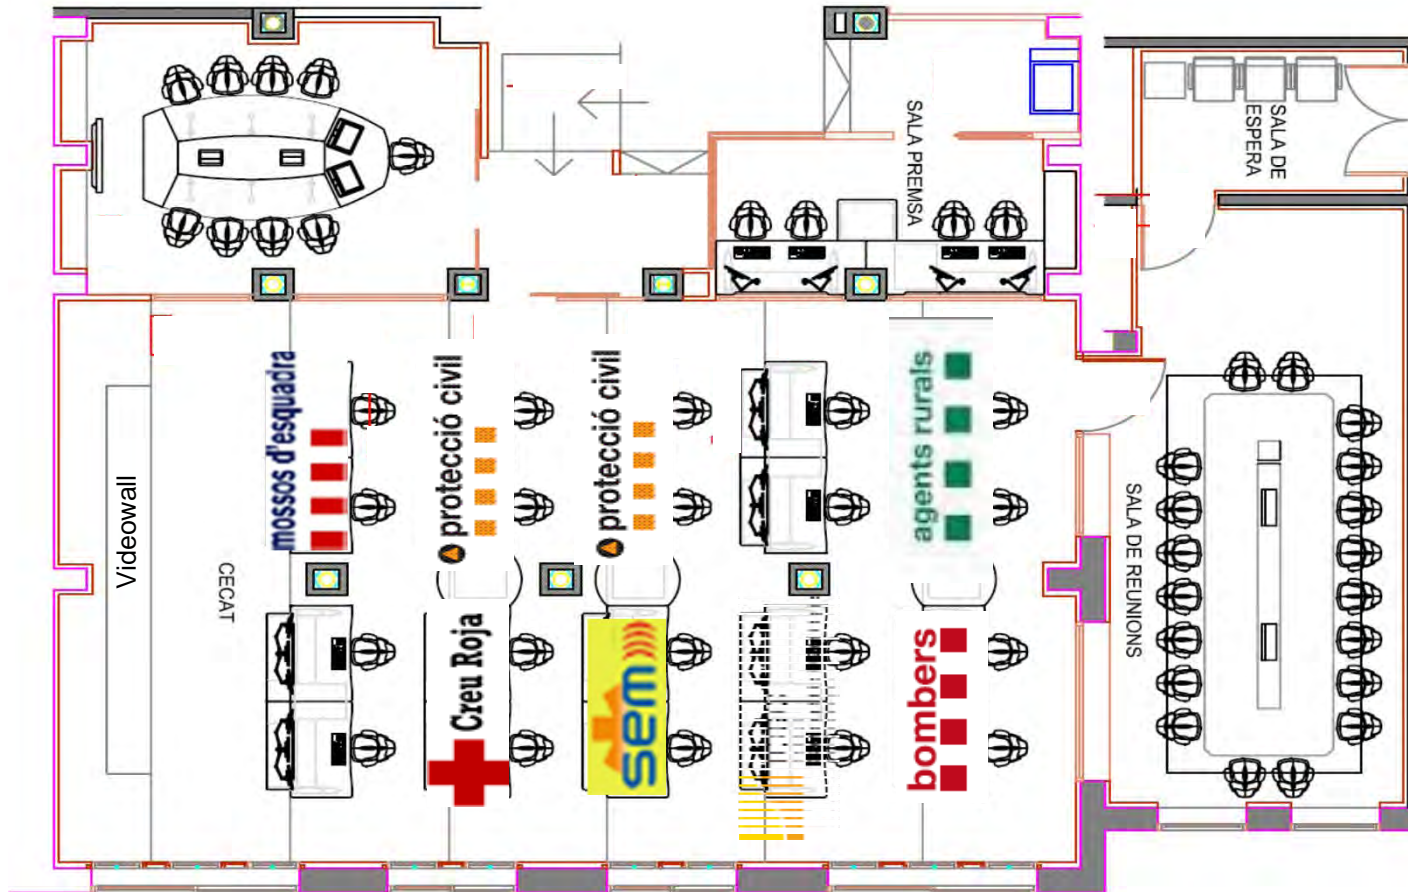 SALA PREMSA
SALA DE
ESPERA
mossos d'esquadra
protecció civil
protecció civil
agents rurals
Videowall
CECAT
SALA DE REUNIONS
Creu Roja
sem
bombers